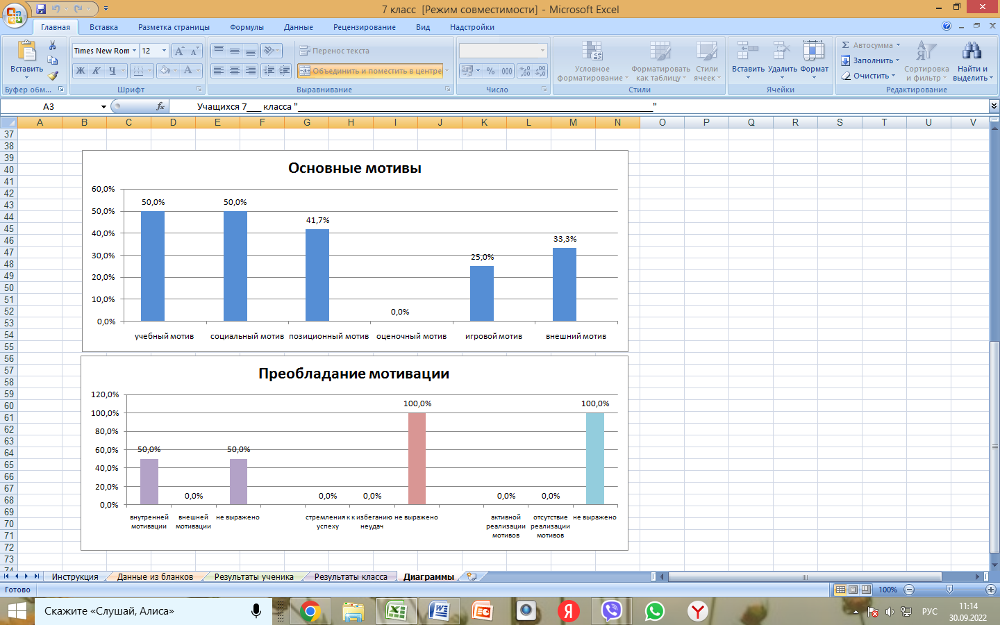 7 класс  [Режим совместимости] - Microsoft Excel
Главная Вставка Разметка страницы Формулы Данные Рецензирование Вид Надстройки
Вставить
Буфер обм...
Times New Rom 12
Ж К Ч
Шрифт
Перенос текста
Объединить и поместить в центре
Выравнивание
% 000
Число
Условное форматирование
Форматировать как таблицу
Стили ячеек
Стили
Вставить Удалить Формат
Ячейки
Σ Автосумма
Заполнить
Очистить
Сортировка и фильтр
Найти и выделить
Редактирование
A3 fx Учащихся 7___ класса "___________________________________________________________________________"
A B C D E F G H I J K L M N O P Q R S T U V
37
38
39
40
41
42
43
44
45
46
47
48
49
50
51
52
53
54
55
56
57
58
59
60
61
62
63
64
65
66
67
68
69
70
71
72
73
74
Основные мотивы
60,0%
50,0%
40,0%
30,0%
20,0%
10,0%
0,0%
50,0% 50,0% 41,7% 0,0% 25,0% 33,3%
учебный мотив социальный мотив позиционный мотив оценочный мотив игровой мотив внешний мотив
Преобладание мотивации
120,0%
100,0%
80,0%
60,0%
40,0%
20,0%
0,0%
50,0% 0,0% 50,0% 0,0% 0,0% 100,0% 0,0% 0,0% 100,0%
внутренней мотивации
внешней мотивации
не выражено
стремления к успеху
к избеганию неудач
не выражено
активной реализации мотивов
отсутствие реализации мотивов
не выражено
Инструкция Данные из бланков Результаты ученика Результаты класса Диаграммы
Готово 100%
Скажите «Слушай, Алиса»
РУС
11:14
30.09.2022